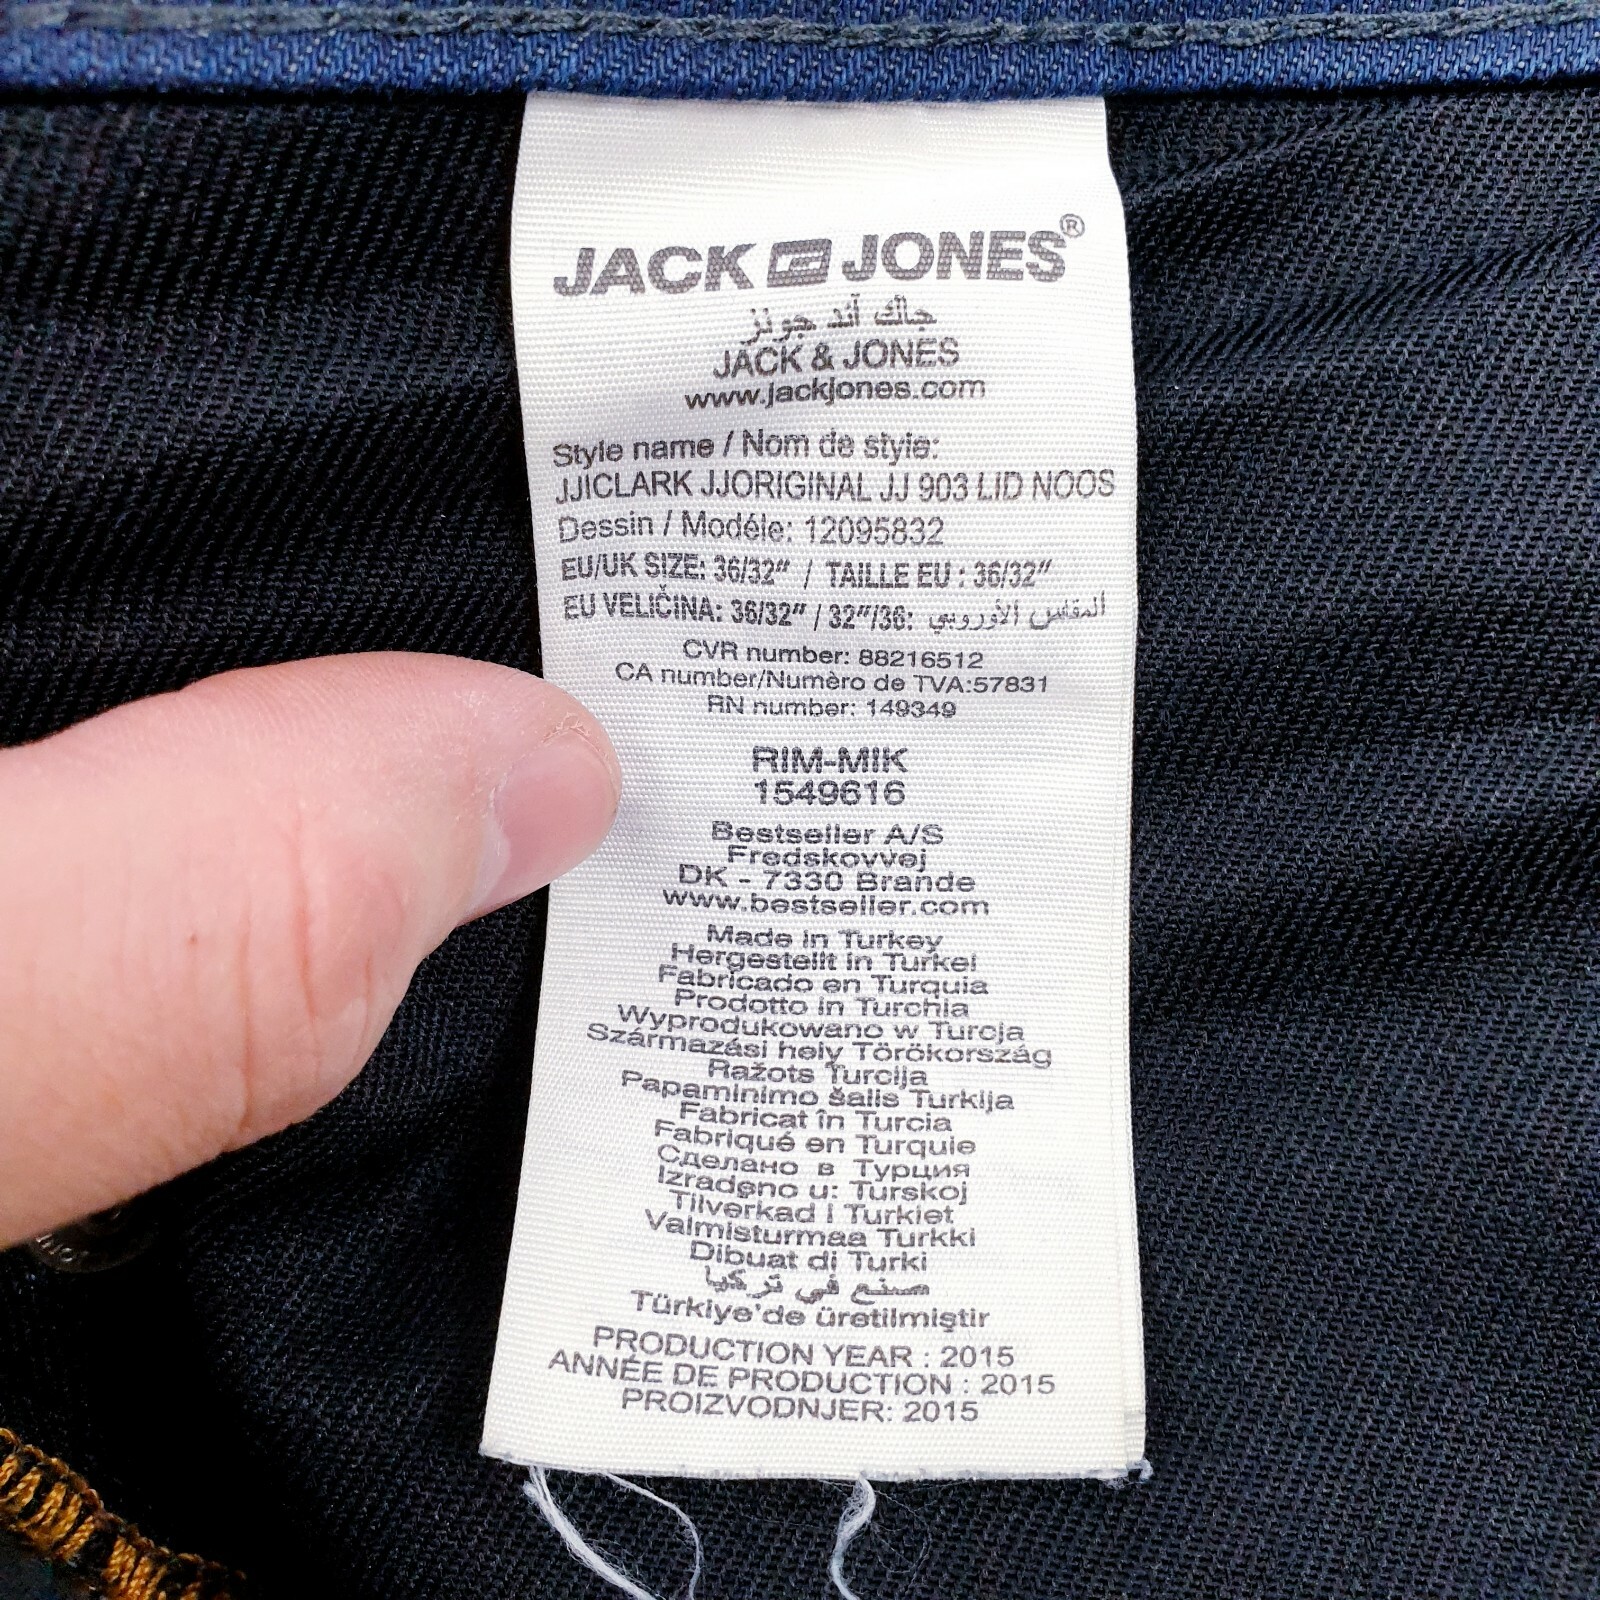 JACK JONES®
جاك آند جونز
JACK & JONES
www.jackjones.com
Style name / Nom de style:
JJICLARK JJORIGINAL JJ 903 LID NOOS
Dessin / Modéle: 12095832
EU/UK SIZE: 36/32" / TAILLE EU : 36/32"
EU VELIČINA: 36/32" / 32"/36: المقاس الأوروبي
CVR number: 88216512
CA number/Numèro de TVA:57831
RN number: 149349
RIM-MIK
1549616
Bestseller A/S
Fredskovvej
DK - 7330 Brande
www.bestseller.com
Made in Turkey
Hergestellt in Turkei
Fabricado en Turquia
Prodotto in Turchia
Wyprodukowano w Turcja
Származási hely Törökország
Ražots Turcija
Papaminimo šalis Turkija
Fabricat în Turcia
Fabriqué en Turquie
Сделано в Турция
Izradeno u: Turskoj
Tilverkad i Turkiet
Valmisturmaa Turkki
Dibuat di Turki
صنع في تركيا
Türkiye'de üretilmiştir
PRODUCTION YEAR : 2015
ANNÉE DE PRODUCTION : 2015
PROIZVODNJER: 2015